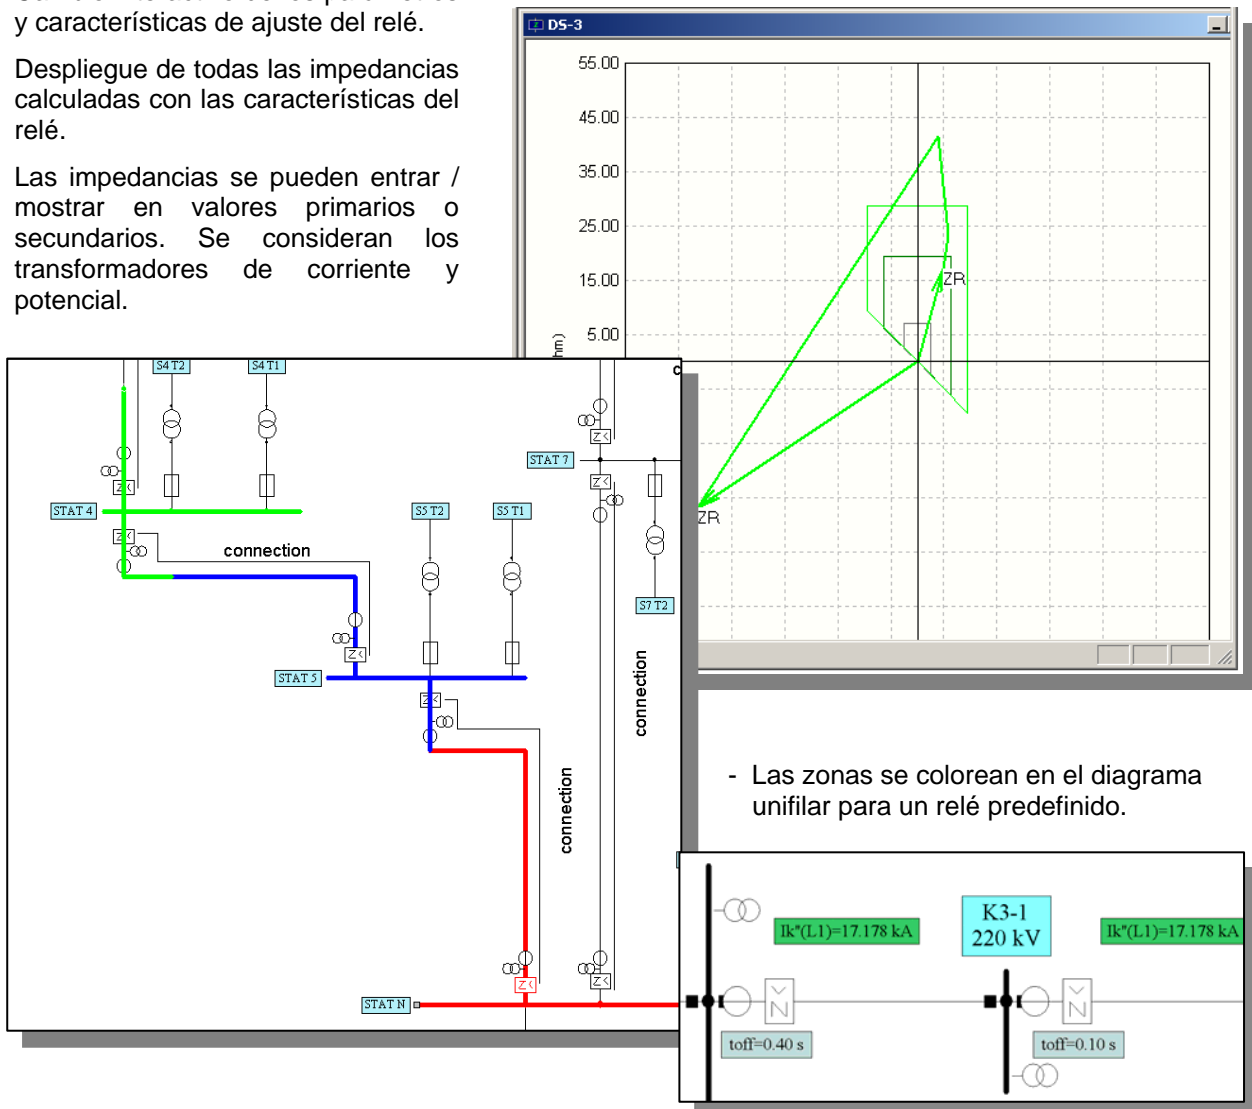 y características de ajuste del relé.
Despliegue de todas las impedancias
calculadas con las características del
relé.
Las impedancias se pueden entrar /
mostrar en valores primarios o
secundarios. Se consideran los
transformadores de corriente y
potencial.
DS-3
55.00
45.00
35.00
25.00
15.00
5.00
hm)
ZR
ZR
S4 T2
S4 T1
Z<
STAT 7
Z<
Z<
STAT 4
Z<
connection
S5 T2
S5 T1
S7 T2
Z<
STAT 5
Z<
connection
connection
Z<
Z<
STAT N
- Las zonas se colorean en el diagrama
unifilar para un relé predefinido.
Ik"(L1)=17.178 kA
K3-1
220 kV
Ik"(L1)=17.178 kA
Z<
Z<
toff=0.40 s
toff=0.10 s